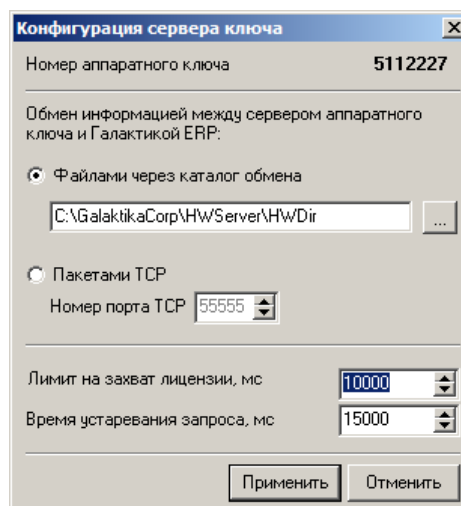 Конфигурация сервера ключа
Номер аппаратного ключа 5112227
Обмен информацией между сервером аппаратного
ключа и Галактикой ERP:
Файлами через каталог обмена
C:\GalaktikaCorp\HWServer\HWDir ...
Пакетами TCP
Номер порта TCP 55555
Лимит на захват лицензии, мс 10000
Время устаревания запроса, мс 15000
Применить Отменить